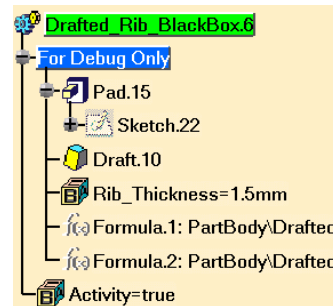 Drafted_Rib_BlackBox.6
For Debug Only
Pad.15
Sketch.22
Draft.10
Rib_Thickness=1.5mm
f(x) Formula.1: PartBody\Drafted
f(x) Formula.2: PartBody\Drafted
Activity=true